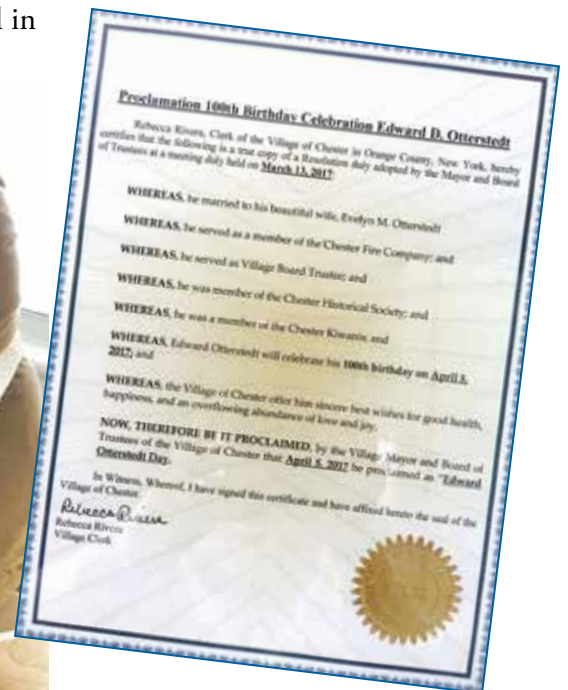 in
Proclamation 100th Birthday Celebration Edward D. Otterstedt
Rebecca Rivera, Clerk of the Village of Chester in Orange County, New York, hereby
certifies that the following is a true copy of a Resolution duly adopted by the Mayor and Board
of Trustees at a meeting duly held on March 13, 2017:
WHEREAS, he married to his beautiful wife, Evelyn M. Otterstedt
WHEREAS, he served as a member of the Chester Fire Company; and
WHEREAS, he served as Village Board Trustee; and
WHEREAS, he was member of the Chester Historical Society; and
WHEREAS, he was a member of the Chester Kiwanis; and
WHEREAS, Edward Otterstedt will celebrate his 100th birthday on April
2017; and
WHEREAS, the Village of Chester offer him sincere best wishes for good health,
happiness, and an overflowing abundance of love and joy.
NOW, THEREFORE BE IT PROCLAIMED, by the Village Mayor and Board of
Trustees of the Village of Chester that April 5, 2017 be proclaimed as "Edward
Otterstedt Day.
In Witness, Whereof, I have signed this certificate and have affixed hereto the seal of the
Village of Chester.
Rebecca Rivera
Rebecca Rivera
Village Clerk